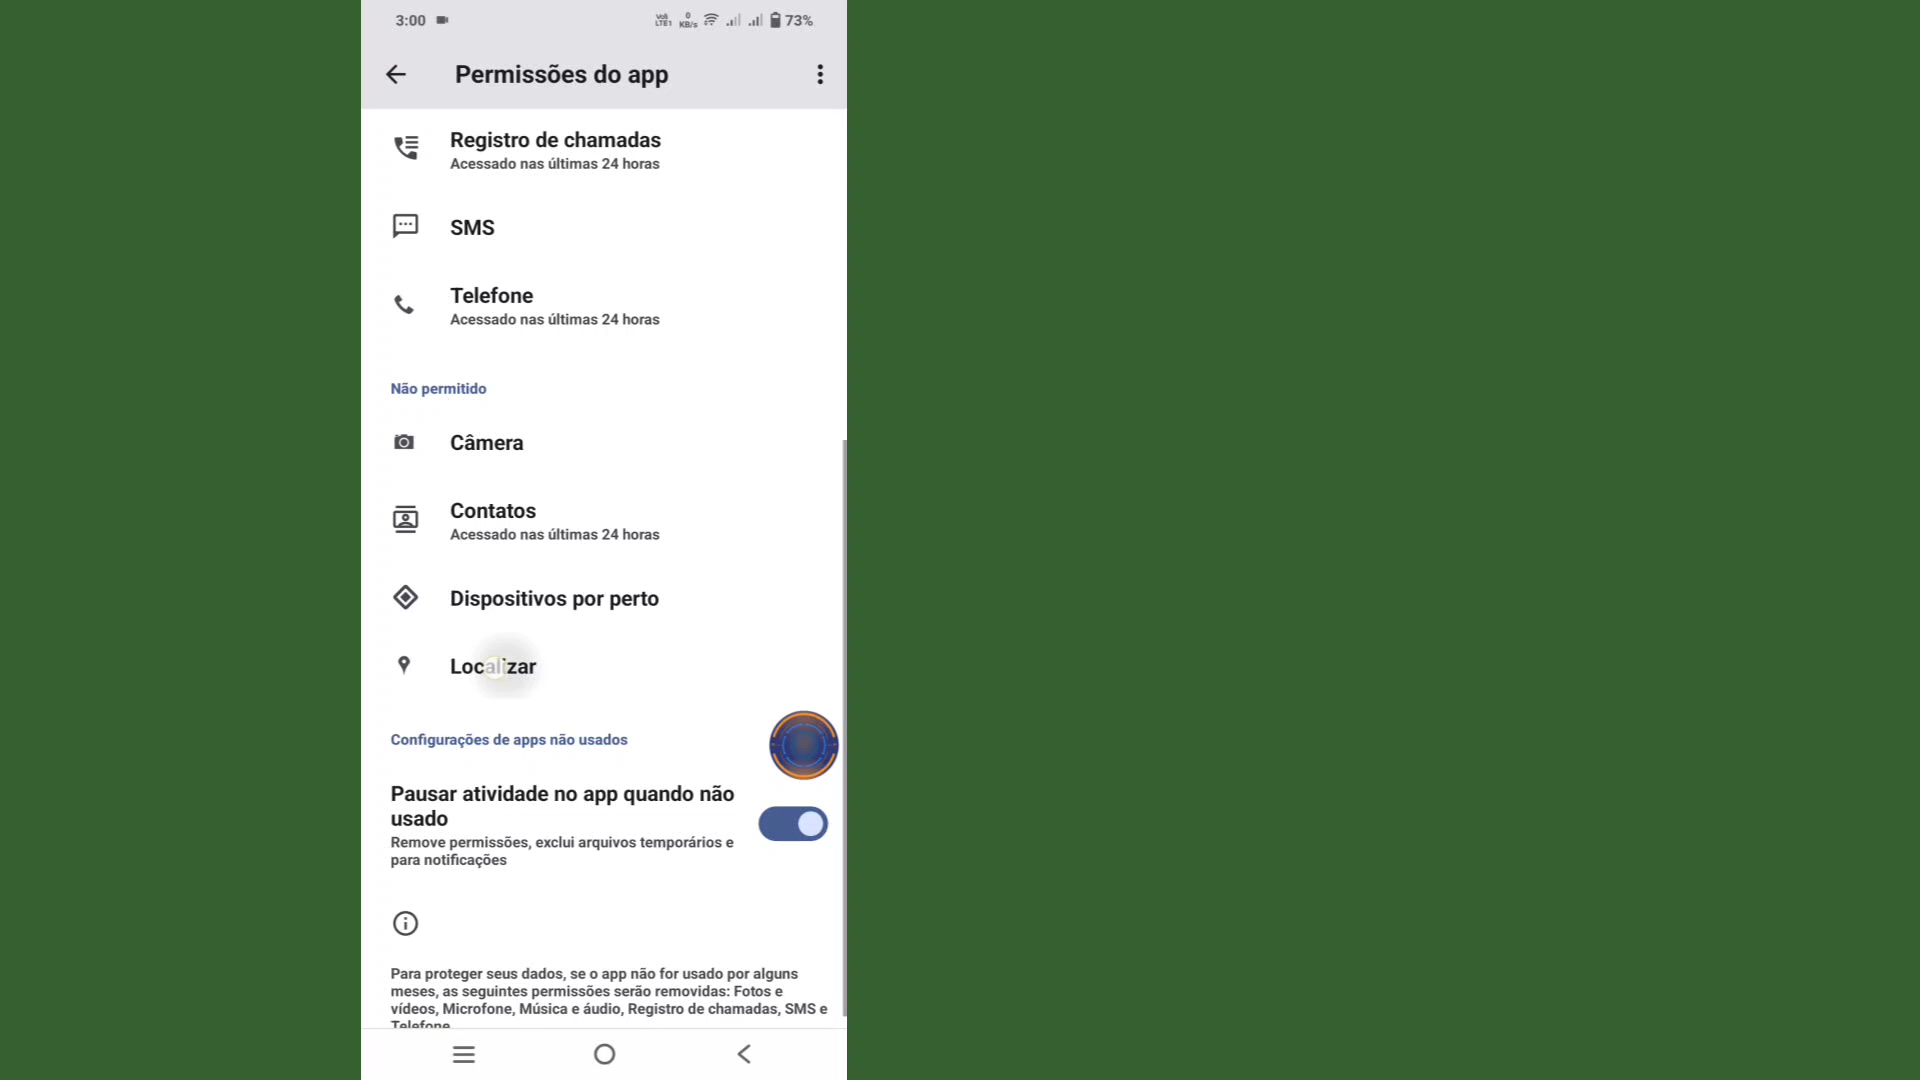 3:00
Vo) LTE1
0 KB/s
73%
Permissões do app
Registro de chamadas
Acessado nas últimas 24 horas
SMS
Telefone
Acessado nas últimas 24 horas
Não permitido
Câmera
Contatos
Acessado nas últimas 24 horas
Dispositivos por perto
Localizar
Configurações de apps não usados
Pausar atividade no app quando não
usado
Remove permissões, exclui arquivos temporários e
para notificações
Para proteger seus dados, se o app não for usado por alguns
meses, as seguintes permissões serão removidas: Fotos e
vídeos, Microfone, Música e áudio, Registro de chamadas, SMS e
Telefone